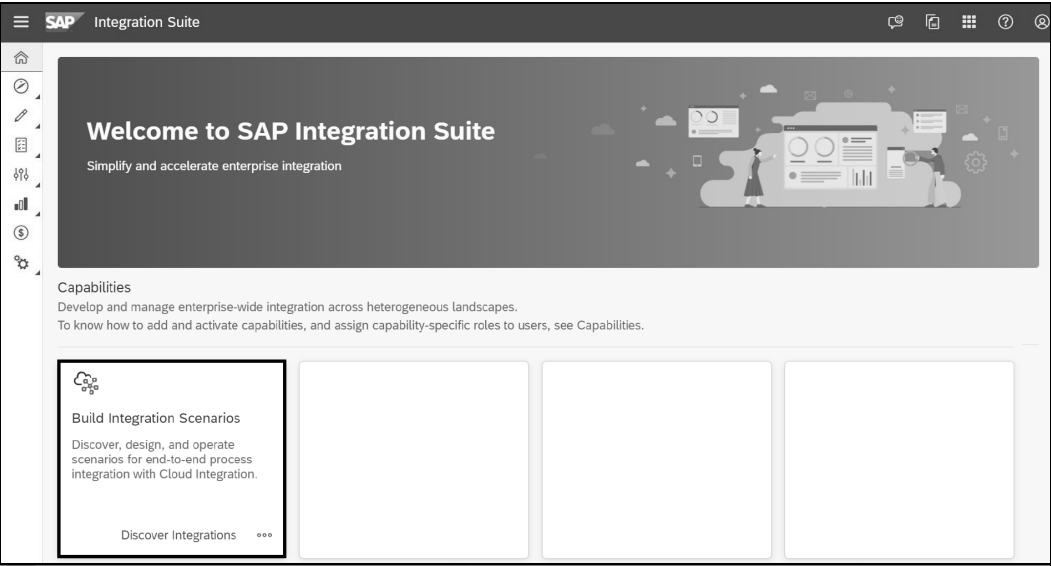 SAP Integration Suite
Welcome to SAP Integration Suite
Simplify and accelerate enterprise integration
Capabilities
Develop and manage enterprise-wide integration across heterogeneous landscapes.
To know how to add and activate capabilities, and assign capability-specific roles to users, see Capabilities.
Build Integration Scenarios
Discover, design, and operate
scenarios for end-to-end process
integration with Cloud Integration.
Discover Integrations